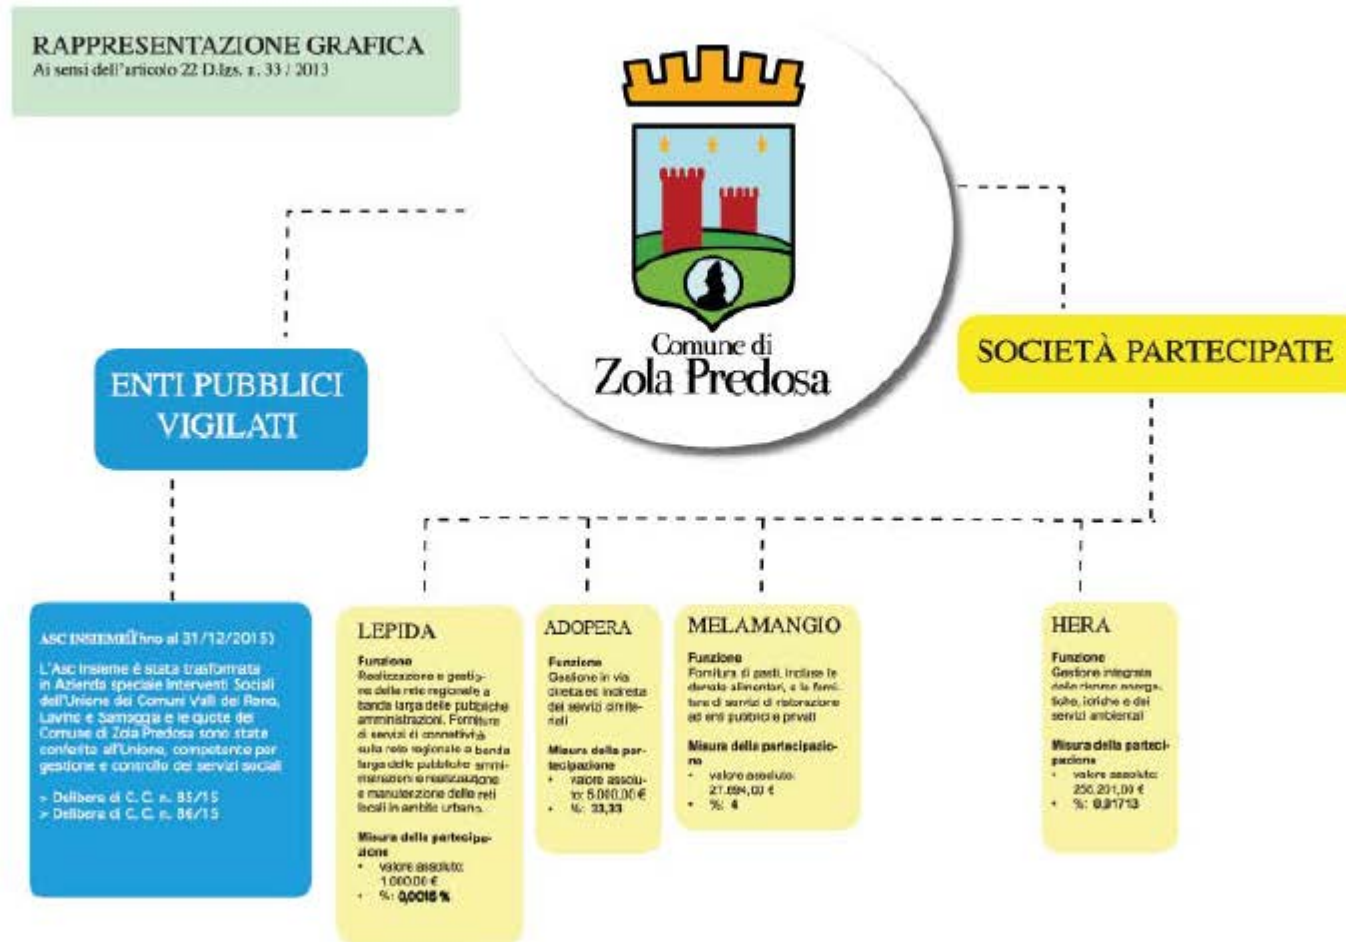 RAPPRESENTAZIONE GRAFICA
Ai sensi dell'articolo 22 D.lgs. n. 33 / 2013
Comune di
Zola Predosa
ENTI PUBBLICI
VIGILATI
SOCIETÀ PARTECIPATE
ASC INSIEME (fino al 31/12/2015)
L'Asc Insieme è stata trasformata
in Azienda speciale Interventi Sociali
dell'Unione dei Comuni Valli del Reno,
Lavino e Samoggia e le quote del
Comune di Zola Predosa sono state
conferite all'Unione, competente per
gestione e controllo dei servizi sociali
> Delibera di C. C. n. 85/15
> Delibera di C. C. n. 86/15
LEPIDA
Funzione
Realizzazione e gestio-
ne della rete regionale a
banda larga delle pubbliche
amministrazioni. Fornitura
di servizi di connettività
sulla rete regionale a banda
larga delle pubbliche ammi-
nistrazioni e realizzazione
e manutenzione delle reti
locali in ambito urbano.
Misura della partecipa-
zione
• valore assoluto:
1.000,00 €
• %: 0,0015 %
ADOPERA
Funzione
Gestione in via
diretta ed indiretta
dei servizi cimite-
riali
Misura della par-
tecipazione
• valore assolu-
to: 5.000,00 €
• %: 33,33
MELAMANGIO
Funzione
Fornitura di pasti, incluse le
derrate alimentari, e la forni-
tura di servizi di ristorazione
ad enti pubblici e privati
Misura della partecipazio-
ne
• valore assoluto:
21.694,00 €
• %: 4
HERA
Funzione
Gestione integrata
delle risorse energe-
tiche, idriche e dei
servizi ambientali
Misura della parteci-
pazione
• valore assoluto:
• %: